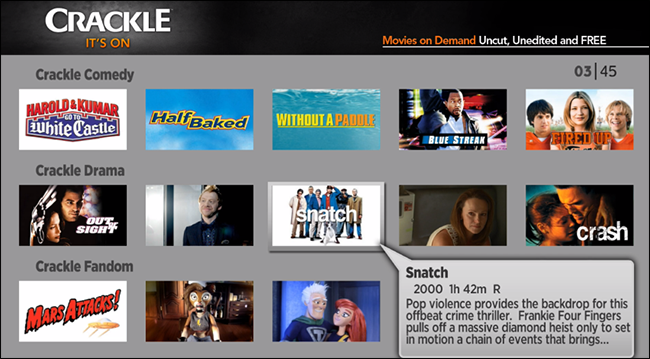 CRACKLE
IT'S ON
Movies on Demand Uncut, Unedited and FREE
Crackle Comedy
03|45
HAROLD & KUMAR
GO TO
White Castle
Half Baked
WITHOUT A PADDLE
BLUE STREAK
FIRED UP
Crackle Drama
OUT OF
SIGHT
snatch
crash
Crackle Fandom
MARS ATTACKS!
Snatch
2000 1h 42m R
Pop violence provides the backdrop for this
offbeat crime thriller. Frankie Four Fingers
pulls off a massive diamond heist only to set
in motion a chain of events that brings...